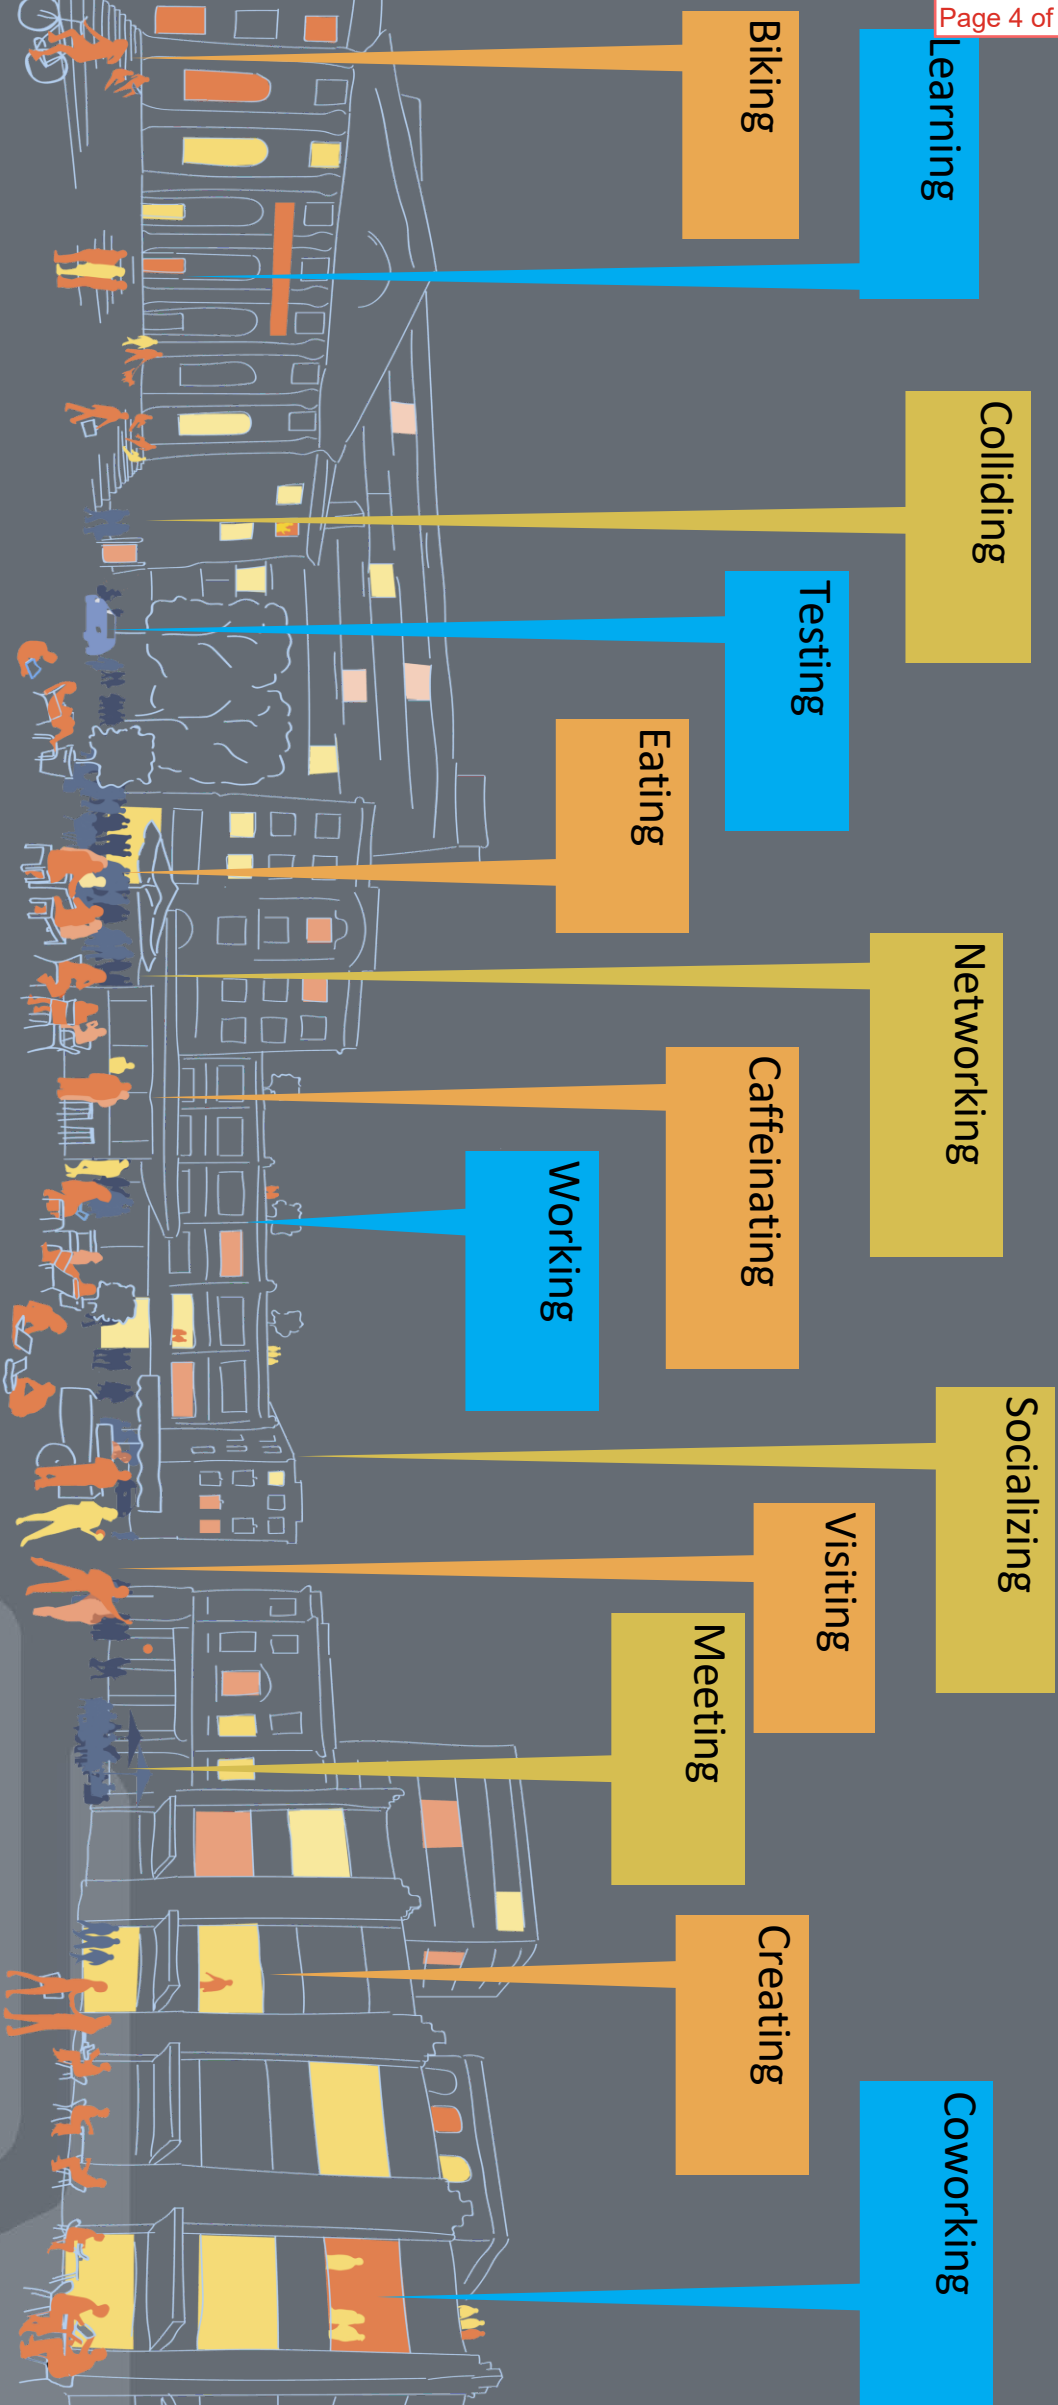 Page 4 of
Biking
Learning
Colliding
Testing
Eating
Networking
Caffeinating
Working
Socializing
Visiting
Meeting
Creating
Coworking